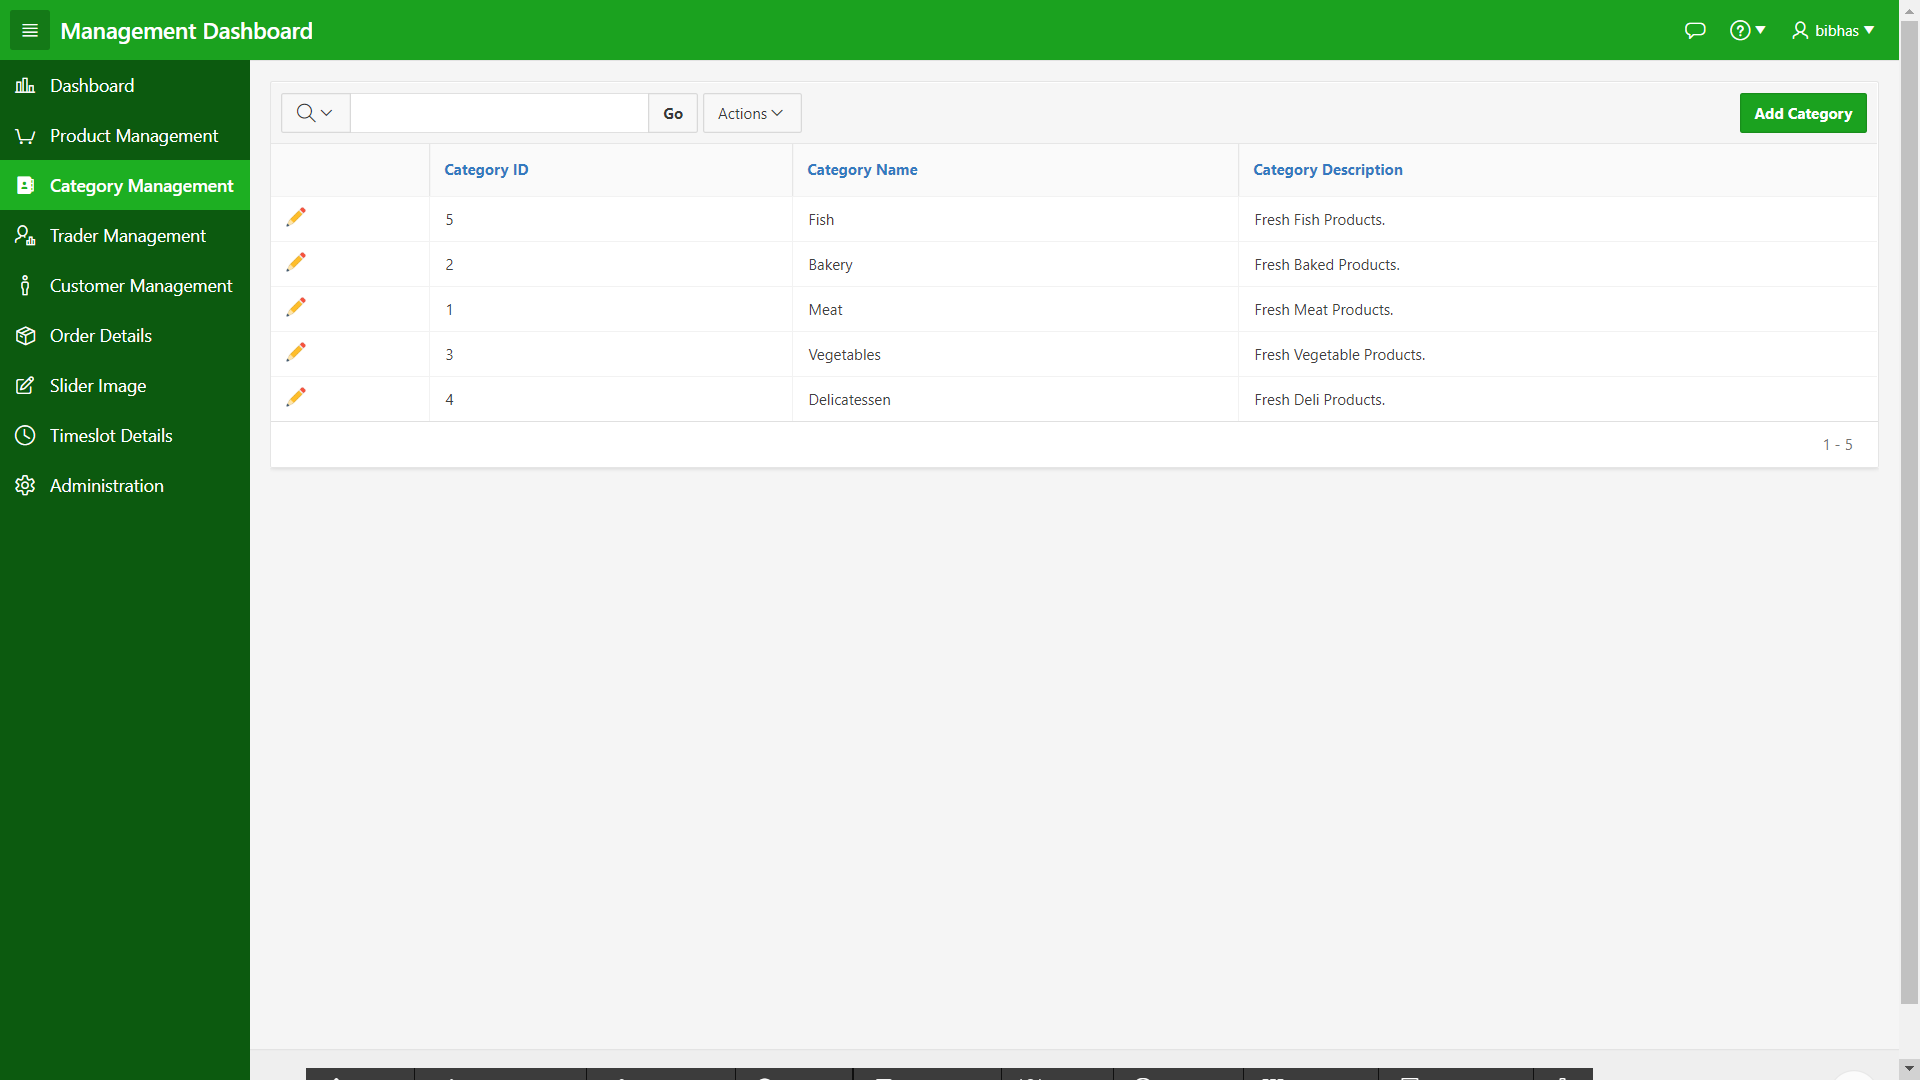 Management Dashboard
bibhas
Dashboard
Product Management
Category Management
Trader Management
Customer Management
Order Details
Slider Image
Timeslot Details
Administration
Go
Actions
Add Category
Category ID Category Name Category Description
5 Fish Fresh Fish Products.
2 Bakery Fresh Baked Products.
1 Meat Fresh Meat Products.
3 Vegetables Fresh Vegetable Products.
4 Delicatessen Fresh Deli Products.
1 - 5